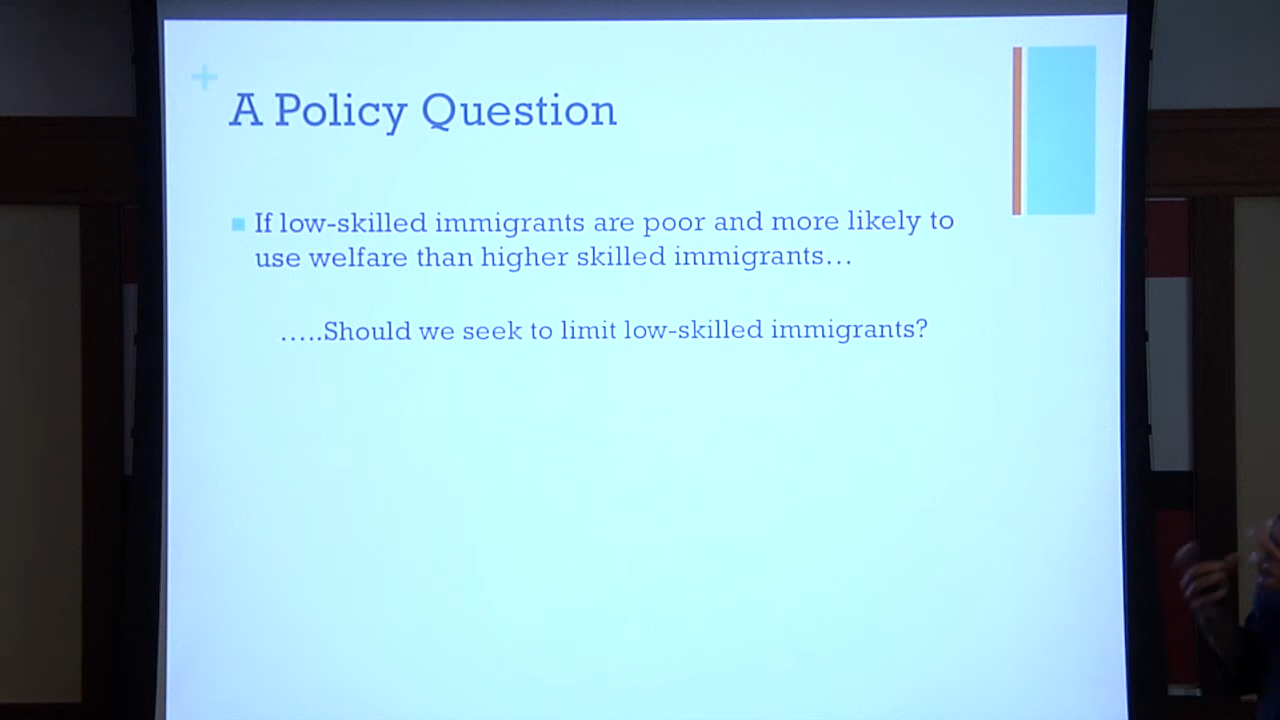 +
A Policy Question
If low-skilled immigrants are poor and more likely to
use welfare than higher skilled immigrants…
…..Should we seek to limit low-skilled immigrants?